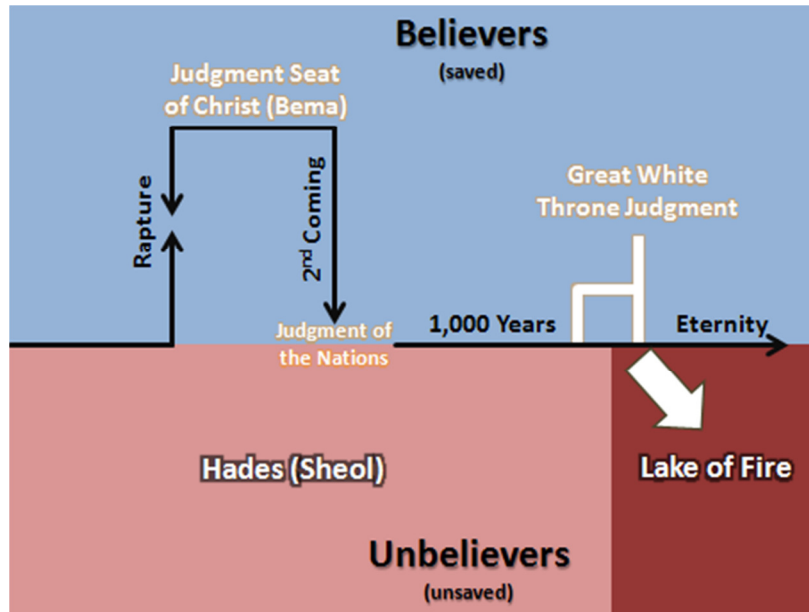 Believers
(saved)
Judgment Seat
of Christ (Bema)
Rapture
2nd Coming
Great White
Throne Judgment
Judgment of
the Nations
1,000 Years
Eternity
Hades (Sheol)
Lake of Fire
Unbelievers
(unsaved)